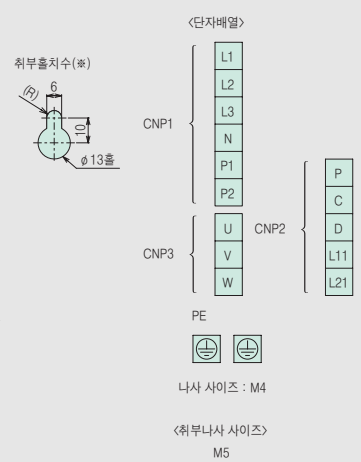 〈단자배열〉
취부홀치수(※)
6
(R)
10
ϕ13홀
CNP1
L1
L2
L3
N
P1
P2
CNP3
U
V
W
CNP2
P
C
D
L11
L21
PE
나사 사이즈 : M4
〈취부나사 사이즈〉
M5